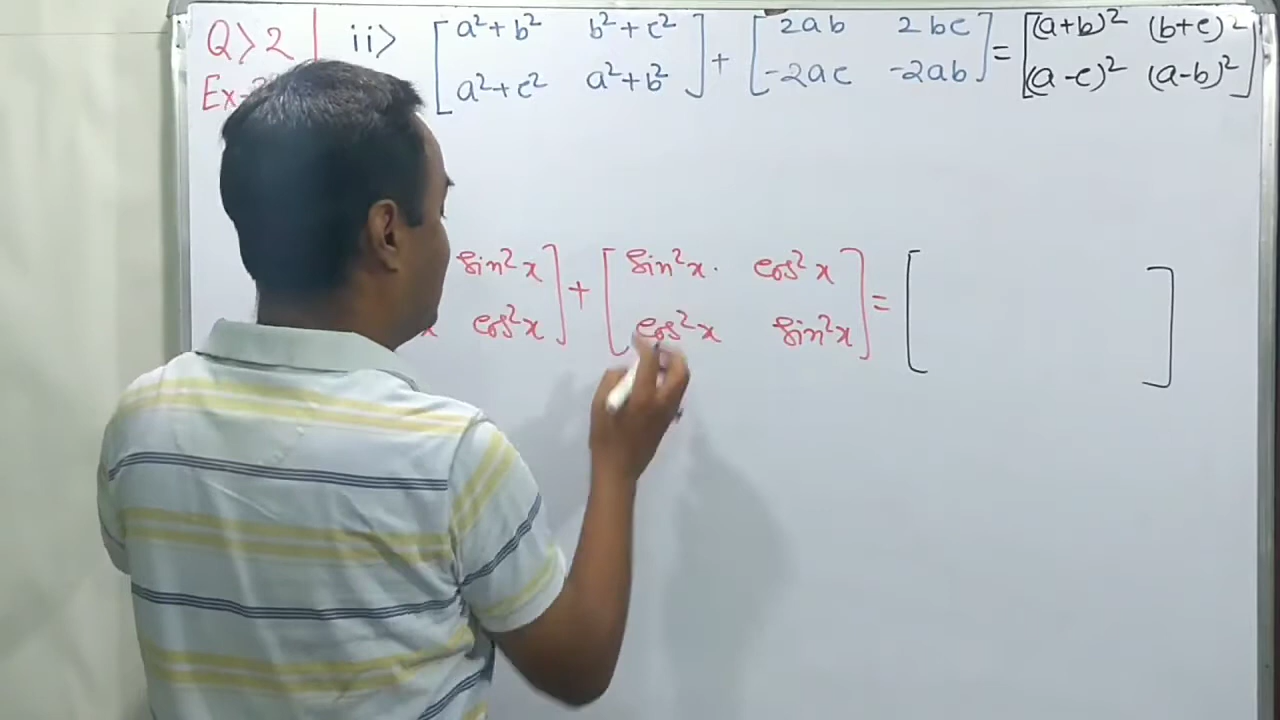 Q>2 ii> [a²+b² b²+c²] + [2ab 2bc] = [(a+b)² (b+c)²]
Ex [a²+c² a²+b²] [-2ac -2ab] [(a-c)² (a-b)²]
sin²x] + [sin²x. cos²x] = [ ]
x cos²x] [cos²x sin²x]